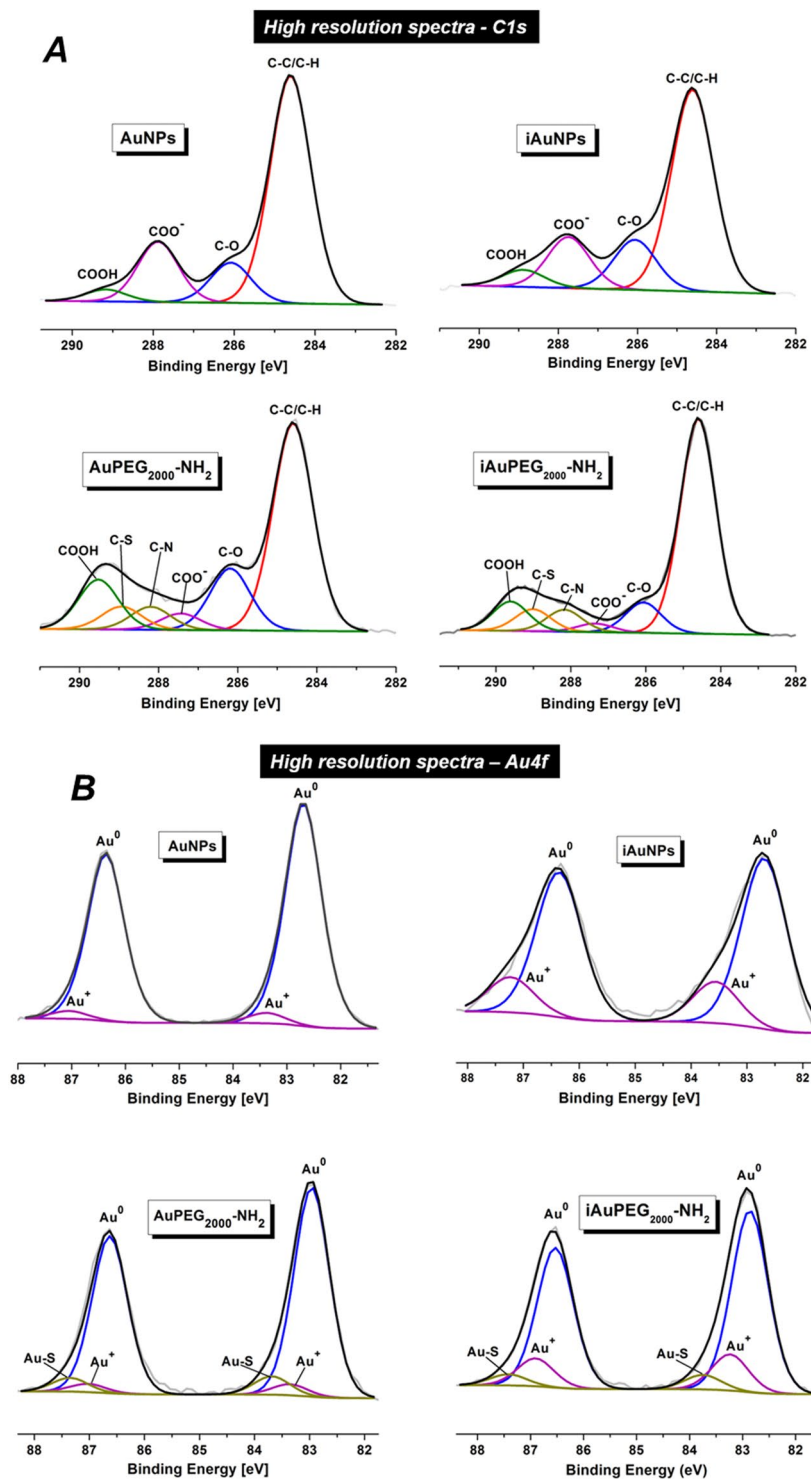 A
High resolution spectra - C1s
AuNPs
C-C/C-H
COO⁻
C-O
COOH
290 288 286 284 282
Binding Energy [eV]
iAuNPs
C-C/C-H
COO⁻
C-O
COOH
290 288 286 284 282
Binding Energy [eV]
AuPEG₂₀₀₀-NH₂
C-C/C-H
COOH
C-S
C-N
COO⁻
C-O
290 288 286 284 282
Binding Energy [eV]
iAuPEG₂₀₀₀-NH₂
C-C/C-H
COOH
C-S
C-N
COO⁻
C-O
290 288 286 284 282
Binding Energy [eV]
High resolution spectra – Au4f
B
Au⁰
AuNPs
Au⁰
Au⁺
Au⁺
88 87 86 85 84 83 82
Binding Energy [eV]
Au⁰
iAuNPs
Au⁰
Au⁺
Au⁺
88 87 86 85 84 83 82
Binding Energy [eV]
Au⁰
AuPEG₂₀₀₀-NH₂
Au⁰
Au-S
Au⁺
Au-S
Au⁺
88 87 86 85 84 83 82
Binding Energy [eV]
Au⁰
iAuPEG₂₀₀₀-NH₂
Au⁰
Au-S
Au⁺
Au-S
Au⁺
88 87 86 85 84 83 82
Binding Energy (eV)